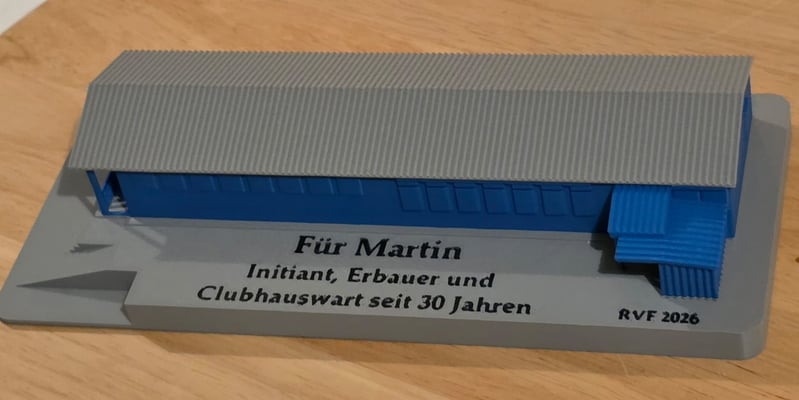 Für Martin
Initiant, Erbauer und
Clubhauswart seit 30 Jahren
RVF 2026